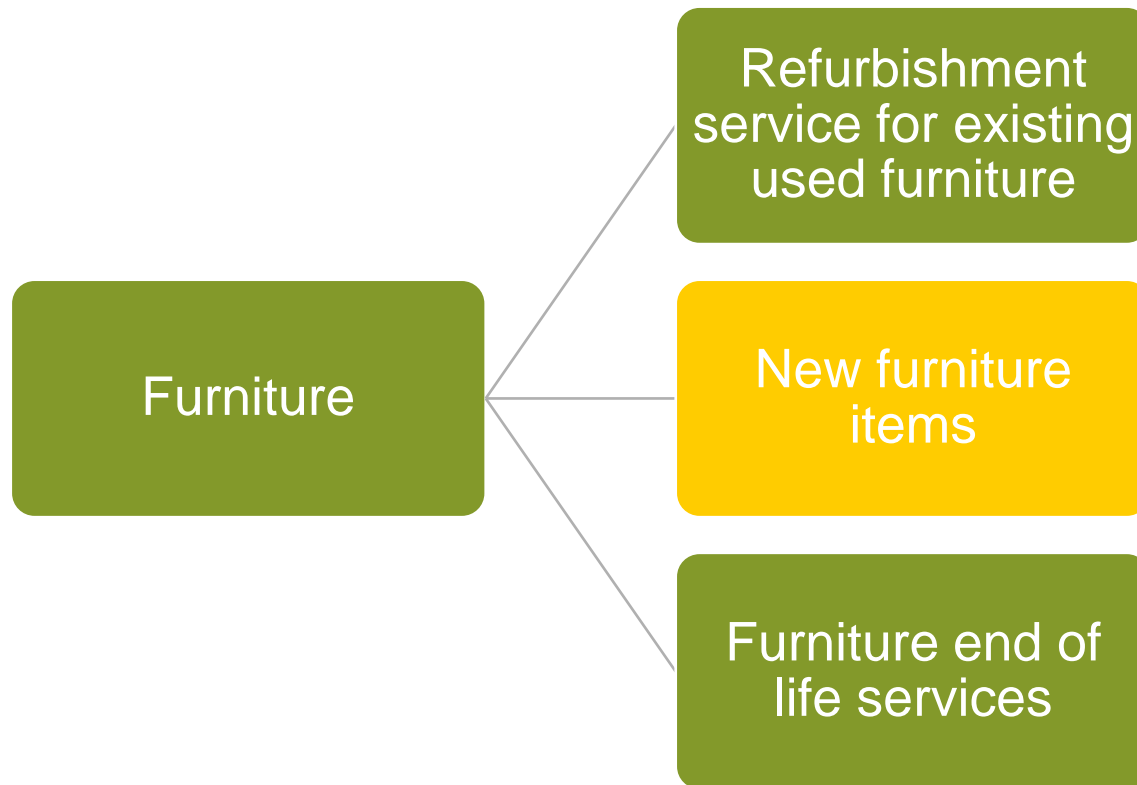 Refurbishment
service for existing
used furniture
Furniture
New furniture
items
Furniture end of
life services